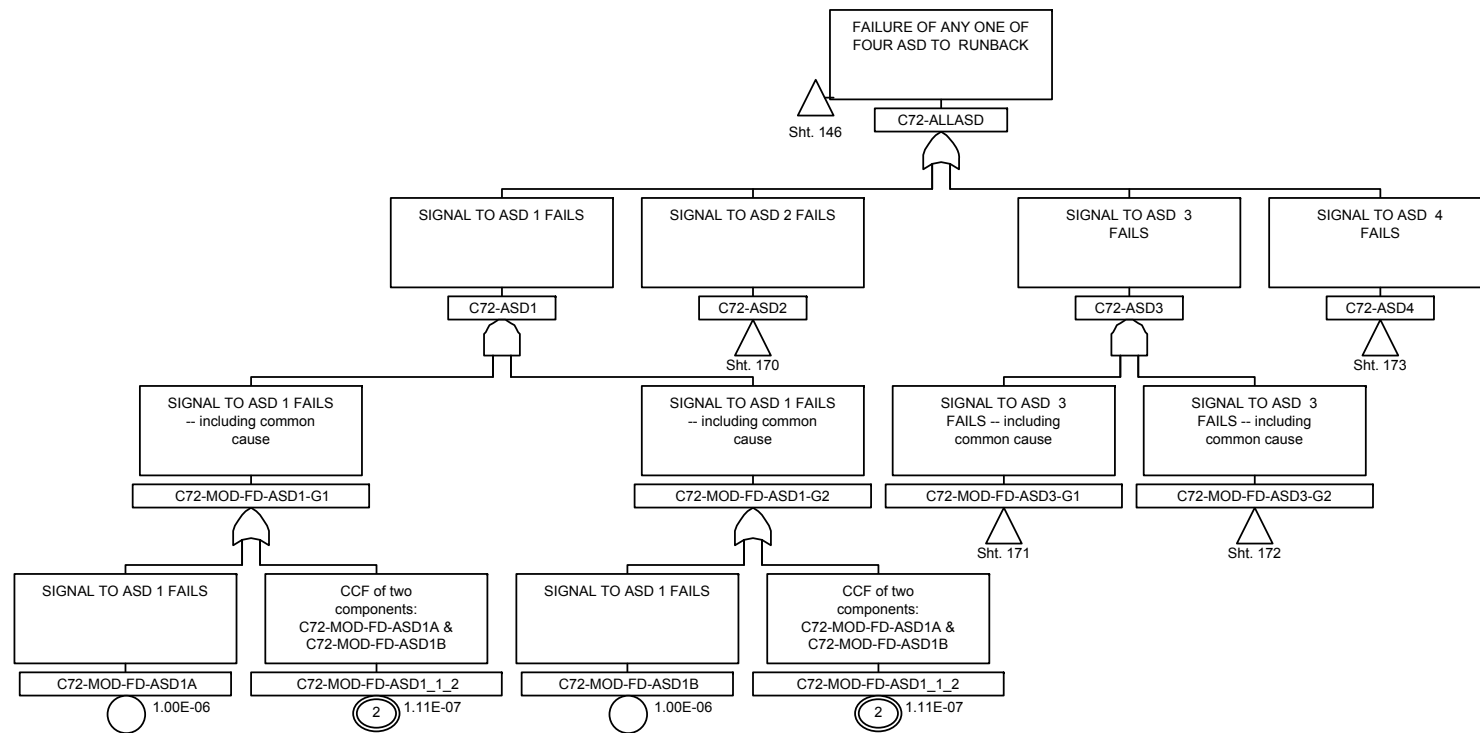 FAILURE OF ANY ONE OF
FOUR ASD TO RUNBACK
Sht. 146
C72-ALLASD
SIGNAL TO ASD 1 FAILS
C72-ASD1
SIGNAL TO ASD 2 FAILS
C72-ASD2
Sht. 170
SIGNAL TO ASD 3
FAILS
C72-ASD3
SIGNAL TO ASD 4
FAILS
C72-ASD4
Sht. 173
SIGNAL TO ASD 1 FAILS
-- including common
cause
C72-MOD-FD-ASD1-G1
SIGNAL TO ASD 1 FAILS
-- including common
cause
C72-MOD-FD-ASD1-G2
SIGNAL TO ASD 3
FAILS -- including
common cause
C72-MOD-FD-ASD3-G1
Sht. 171
SIGNAL TO ASD 3
FAILS -- including
common cause
C72-MOD-FD-ASD3-G2
Sht. 172
SIGNAL TO ASD 1 FAILS
C72-MOD-FD-ASD1A
1.00E-06
CCF of two
components:
C72-MOD-FD-ASD1A &
C72-MOD-FD-ASD1B
C72-MOD-FD-ASD1_1_2
2
1.11E-07
SIGNAL TO ASD 1 FAILS
C72-MOD-FD-ASD1B
1.00E-06
CCF of two
components:
C72-MOD-FD-ASD1A &
C72-MOD-FD-ASD1B
C72-MOD-FD-ASD1_1_2
2
1.11E-07